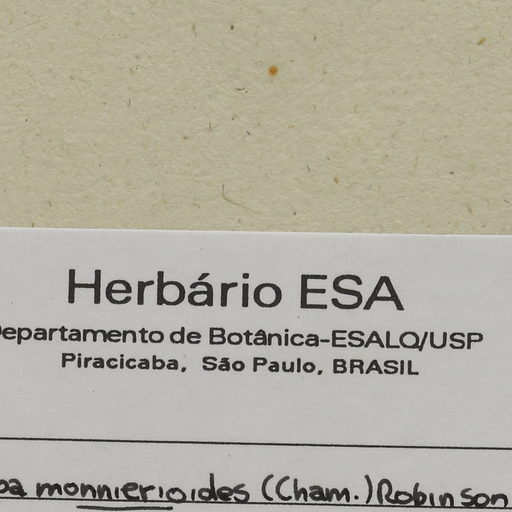 Herbário ESA
Departamento de Botânica-ESALQ/USP
Piracicaba, São Paulo, BRASIL
monnierioides (Cham.) Robinson